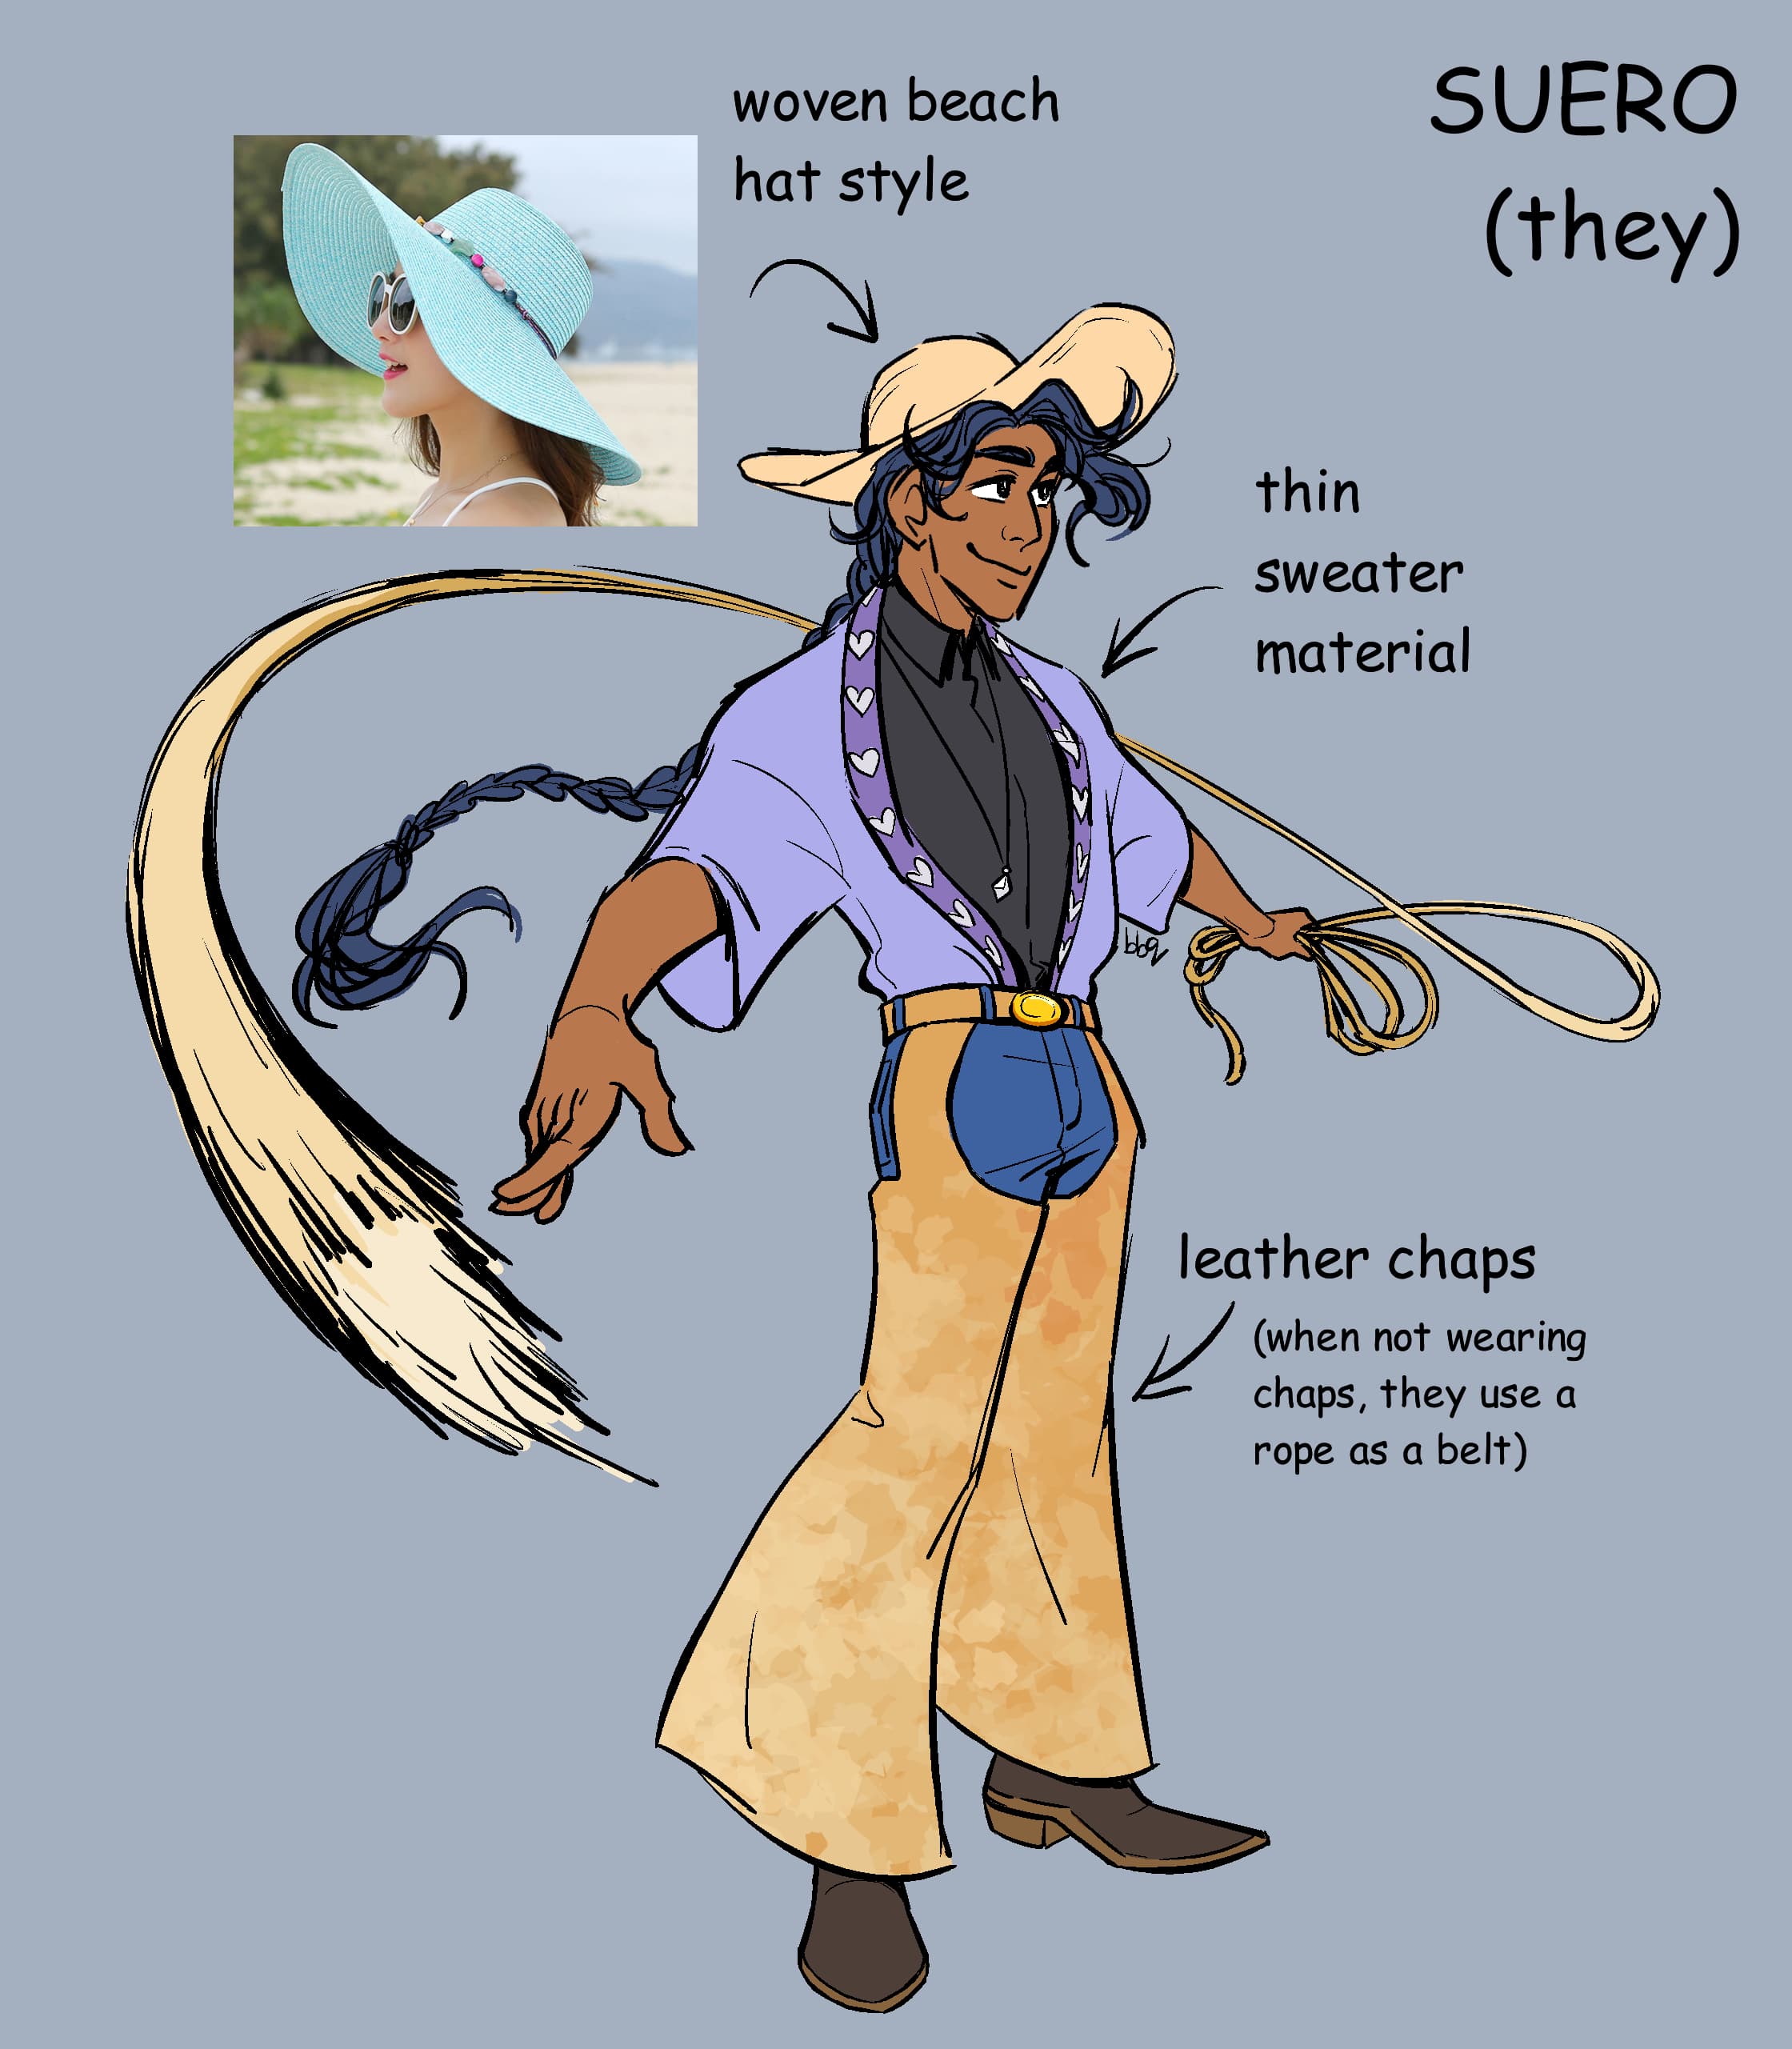 woven beach
hat style
SUERO
(they)
thin
sweater
material
bbq
leather chaps
(when not wearing
chaps, they use a
rope as a belt)